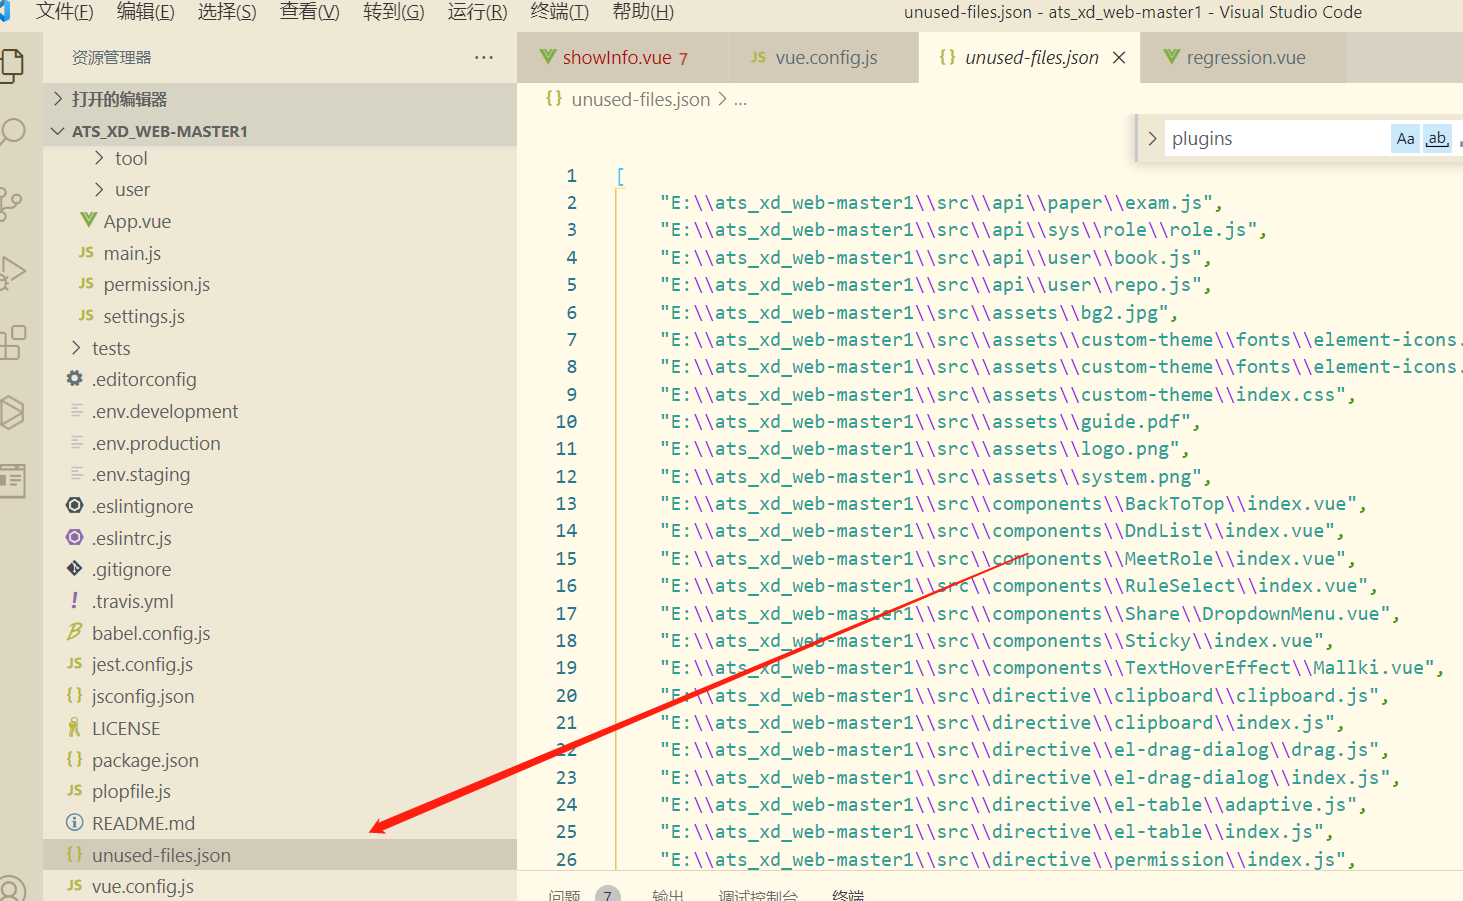 文件(F) 编辑(E) 选择(S) 查看(V) 转到(G) 运行(R) 终端(T) 帮助(H) unused-files.json - ats_xd_web-master1 - Visual Studio Code
资源管理器 ···
打开的编辑器
ATS_XD_WEB-MASTER1
tool
user
App.vue
JS main.js
JS permission.js
JS settings.js
tests
.editorconfig
.env.development
.env.production
.env.staging
.eslintignore
.eslintrc.js
.gitignore
! .travis.yml
babel.config.js
JS jest.config.js
{} jsconfig.json
LICENSE
{} package.json
JS plopfile.js
README.md
{} unused-files.json
JS vue.config.js
showInfo.vue 7 JS vue.config.js {} unused-files.json × regression.vue
{} unused-files.json > ...
> plugins Aa ab
1 [
2 "E:\\ats_xd_web-master1\\src\\api\\paper\\exam.js",
3 "E:\\ats_xd_web-master1\\src\\api\\sys\\role\\role.js",
4 "E:\\ats_xd_web-master1\\src\\api\\user\\book.js",
5 "E:\\ats_xd_web-master1\\src\\api\\user\\repo.js",
6 "E:\\ats_xd_web-master1\\src\\assets\\bg2.jpg",
7 "E:\\ats_xd_web-master1\\src\\assets\\custom-theme\\fonts\\element-icons.
8 "E:\\ats_xd_web-master1\\src\\assets\\custom-theme\\fonts\\element-icons.
9 "E:\\ats_xd_web-master1\\src\\assets\\custom-theme\\index.css",
10 "E:\\ats_xd_web-master1\\src\\assets\\guide.pdf",
11 "E:\\ats_xd_web-master1\\src\\assets\\logo.png",
12 "E:\\ats_xd_web-master1\\src\\assets\\system.png",
13 "E:\\ats_xd_web-master1\\src\\components\\BackToTop\\index.vue",
14 "E:\\ats_xd_web-master1\\src\\components\\DndList\\index.vue",
15 "E:\\ats_xd_web-master1\\src\\components\\MeetRole\\index.vue",
16 "E:\\ats_xd_web-master1\\src\\components\\RuleSelect\\index.vue",
17 "E:\\ats_xd_web-master1\\src\\components\\Share\\DropdownMenu.vue",
18 "E:\\ats_xd_web-master1\\src\\components\\Sticky\\index.vue",
19 "E:\\ats_xd_web-master1\\src\\components\\TextHoverEffect\\Mallki.vue",
20 "E:\\ats_xd_web-master1\\src\\directive\\clipboard\\clipboard.js",
21 "E:\\ats_xd_web-master1\\src\\directive\\clipboard\\index.js",
22 "E:\\ats_xd_web-master1\\src\\directive\\el-drag-dialog\\drag.js",
23 "E:\\ats_xd_web-master1\\src\\directive\\el-drag-dialog\\index.js",
24 "E:\\ats_xd_web-master1\\src\\directive\\el-table\\adaptive.js",
25 "E:\\ats_xd_web-master1\\src\\directive\\el-table\\index.js",
26 "E:\\ats_xd_web-master1\\src\\directive\\permission\\index.js",
问题 7 输出 调试控制台 终端